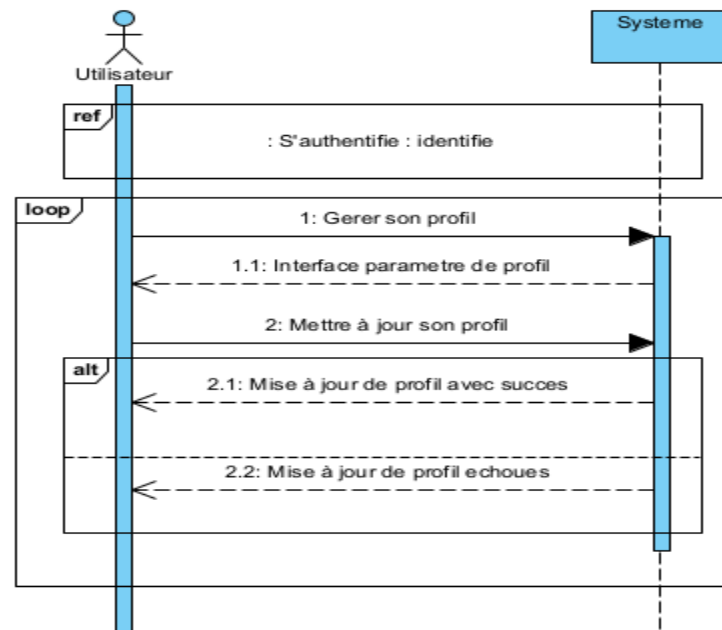 Systeme
Utilisateur
ref
: S'authentifie : identifie
loop
1: Gerer son profil
1.1: Interface parametre de profil
2: Mettre à jour son profil
alt
2.1: Mise à jour de profil avec succes
2.2: Mise à jour de profil echoues